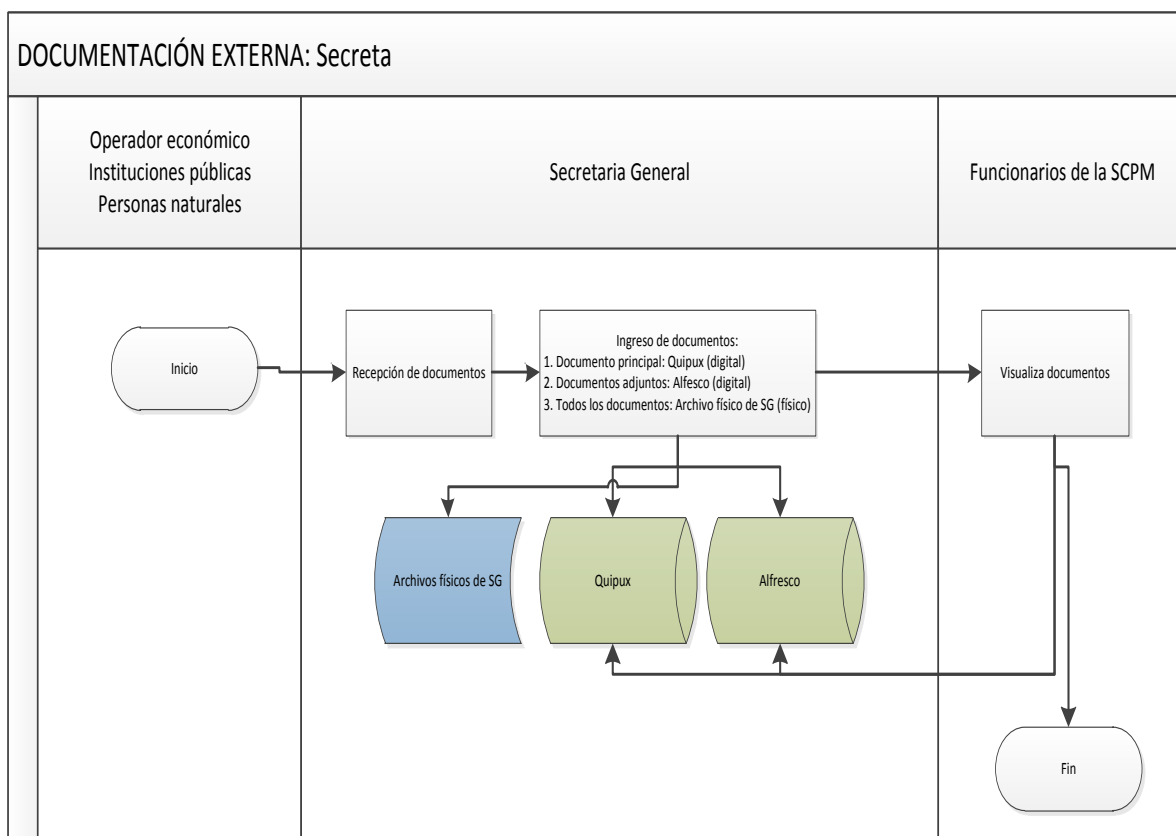 DOCUMENTACIÓN EXTERNA: Secreta
Operador económico
Instituciones públicas
Personas naturales
Secretaria General
Funcionarios de la SCPM
Inicio
Recepción de documentos
Ingreso de documentos:
1. Documento principal: Quipux (digital)
2. Documentos adjuntos: Alfesco (digital)
3. Todos los documentos: Archivo físico de SG (físico)
Visualiza documentos
Archivos físicos de SG
Quipux
Alfresco
Fin